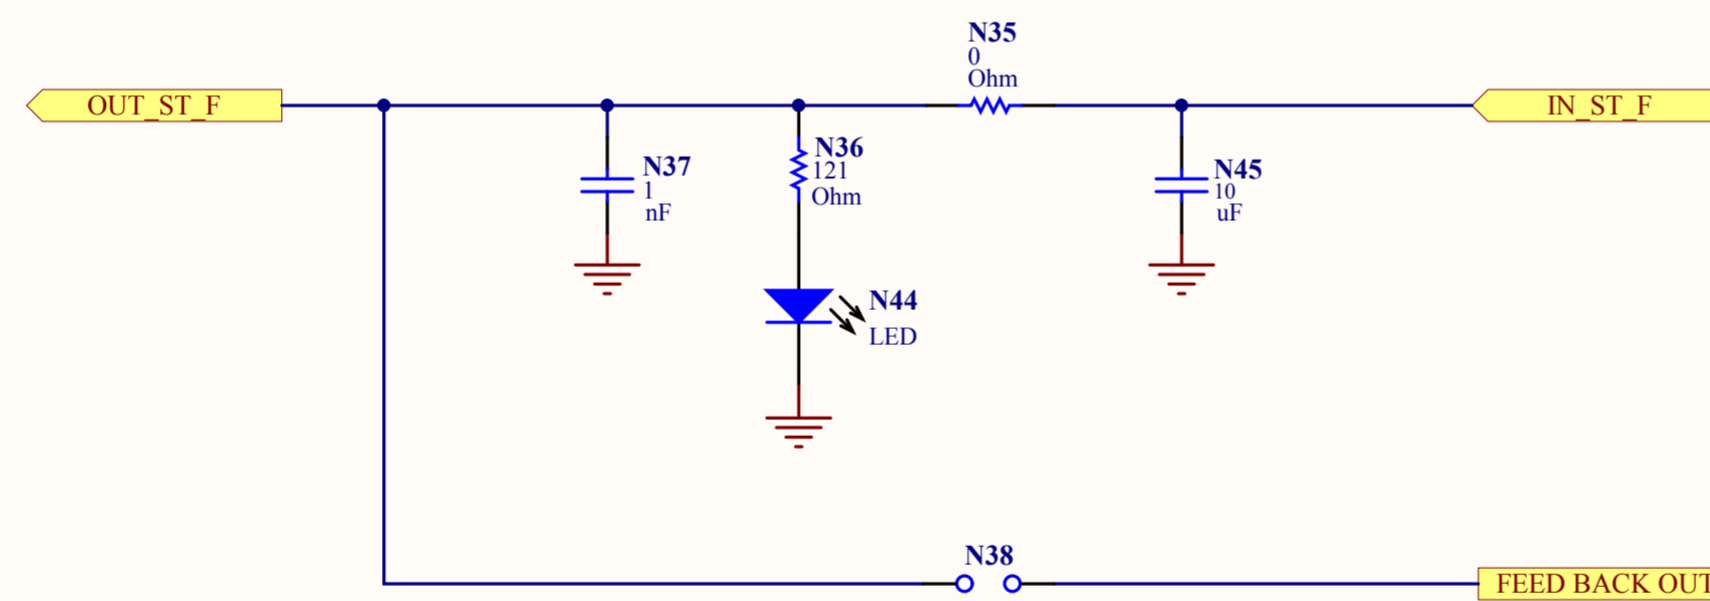 N35
0
Ohm
OUT_ST_F
IN_ST_F
N36
121
Ohm
N37
1
nF
N45
10
uF
N44
LED
N38
FEED BACK OUT